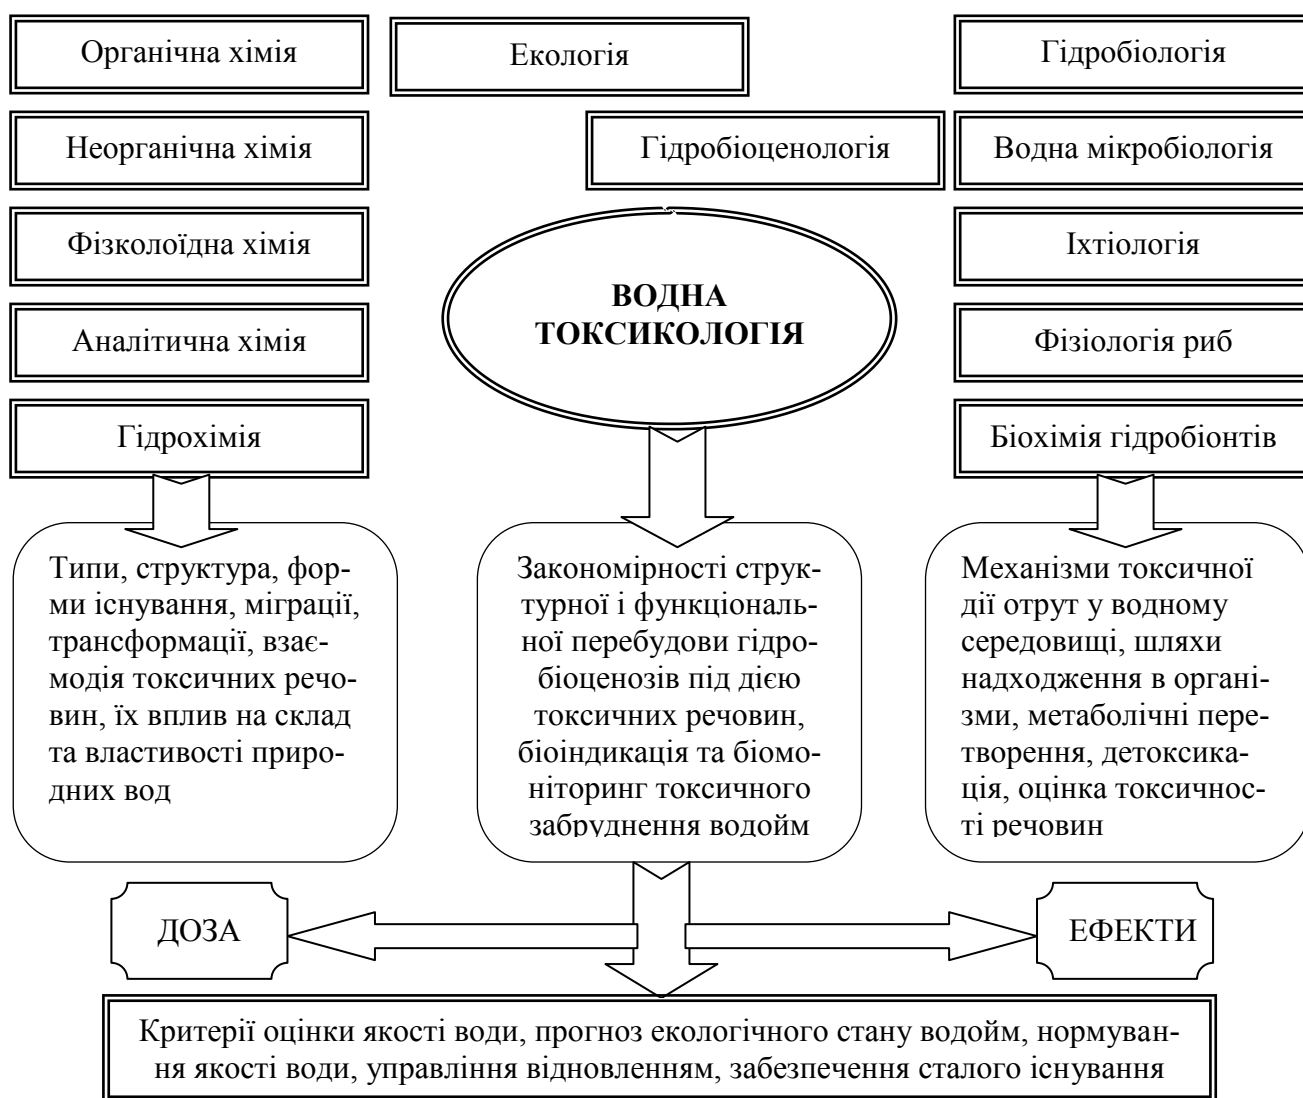 Органічна хімія
Екологія
Гідробіологія
Неорганічна хімія
Гідробіоценологія
Водна мікробіологія
Фізколоїдна хімія
Іхтіологія
ВОДНА
ТОКСИКОЛОГІЯ
Аналітична хімія
Фізіологія риб
Гідрохімія
Біохімія гідробіонтів
Типи, структура, фор-
ми існування, міграції,
трансформації, взає-
модія токсичних речо-
вин, їх вплив на склад
та властивості приро-
дних вод
Закономірності струк-
турної і функціональ-
ної перебудови гідро-
біоценозів під дією
токсичних речовин,
біоіндикація та біомо-
ніторинг токсичного
забруднення водойм
Механізми токсичної
дії отрут у водному
середовищі, шляхи
надходження в органі-
зми, метаболічні пере-
творення, детоксика-
ція, оцінка токсичнос-
ті речовин
ДОЗА
ЕФЕКТИ
Критерії оцінки якості води, прогноз екологічного стану водойм, нормуван-
ня якості води, управління відновленням, забезпечення сталого існування